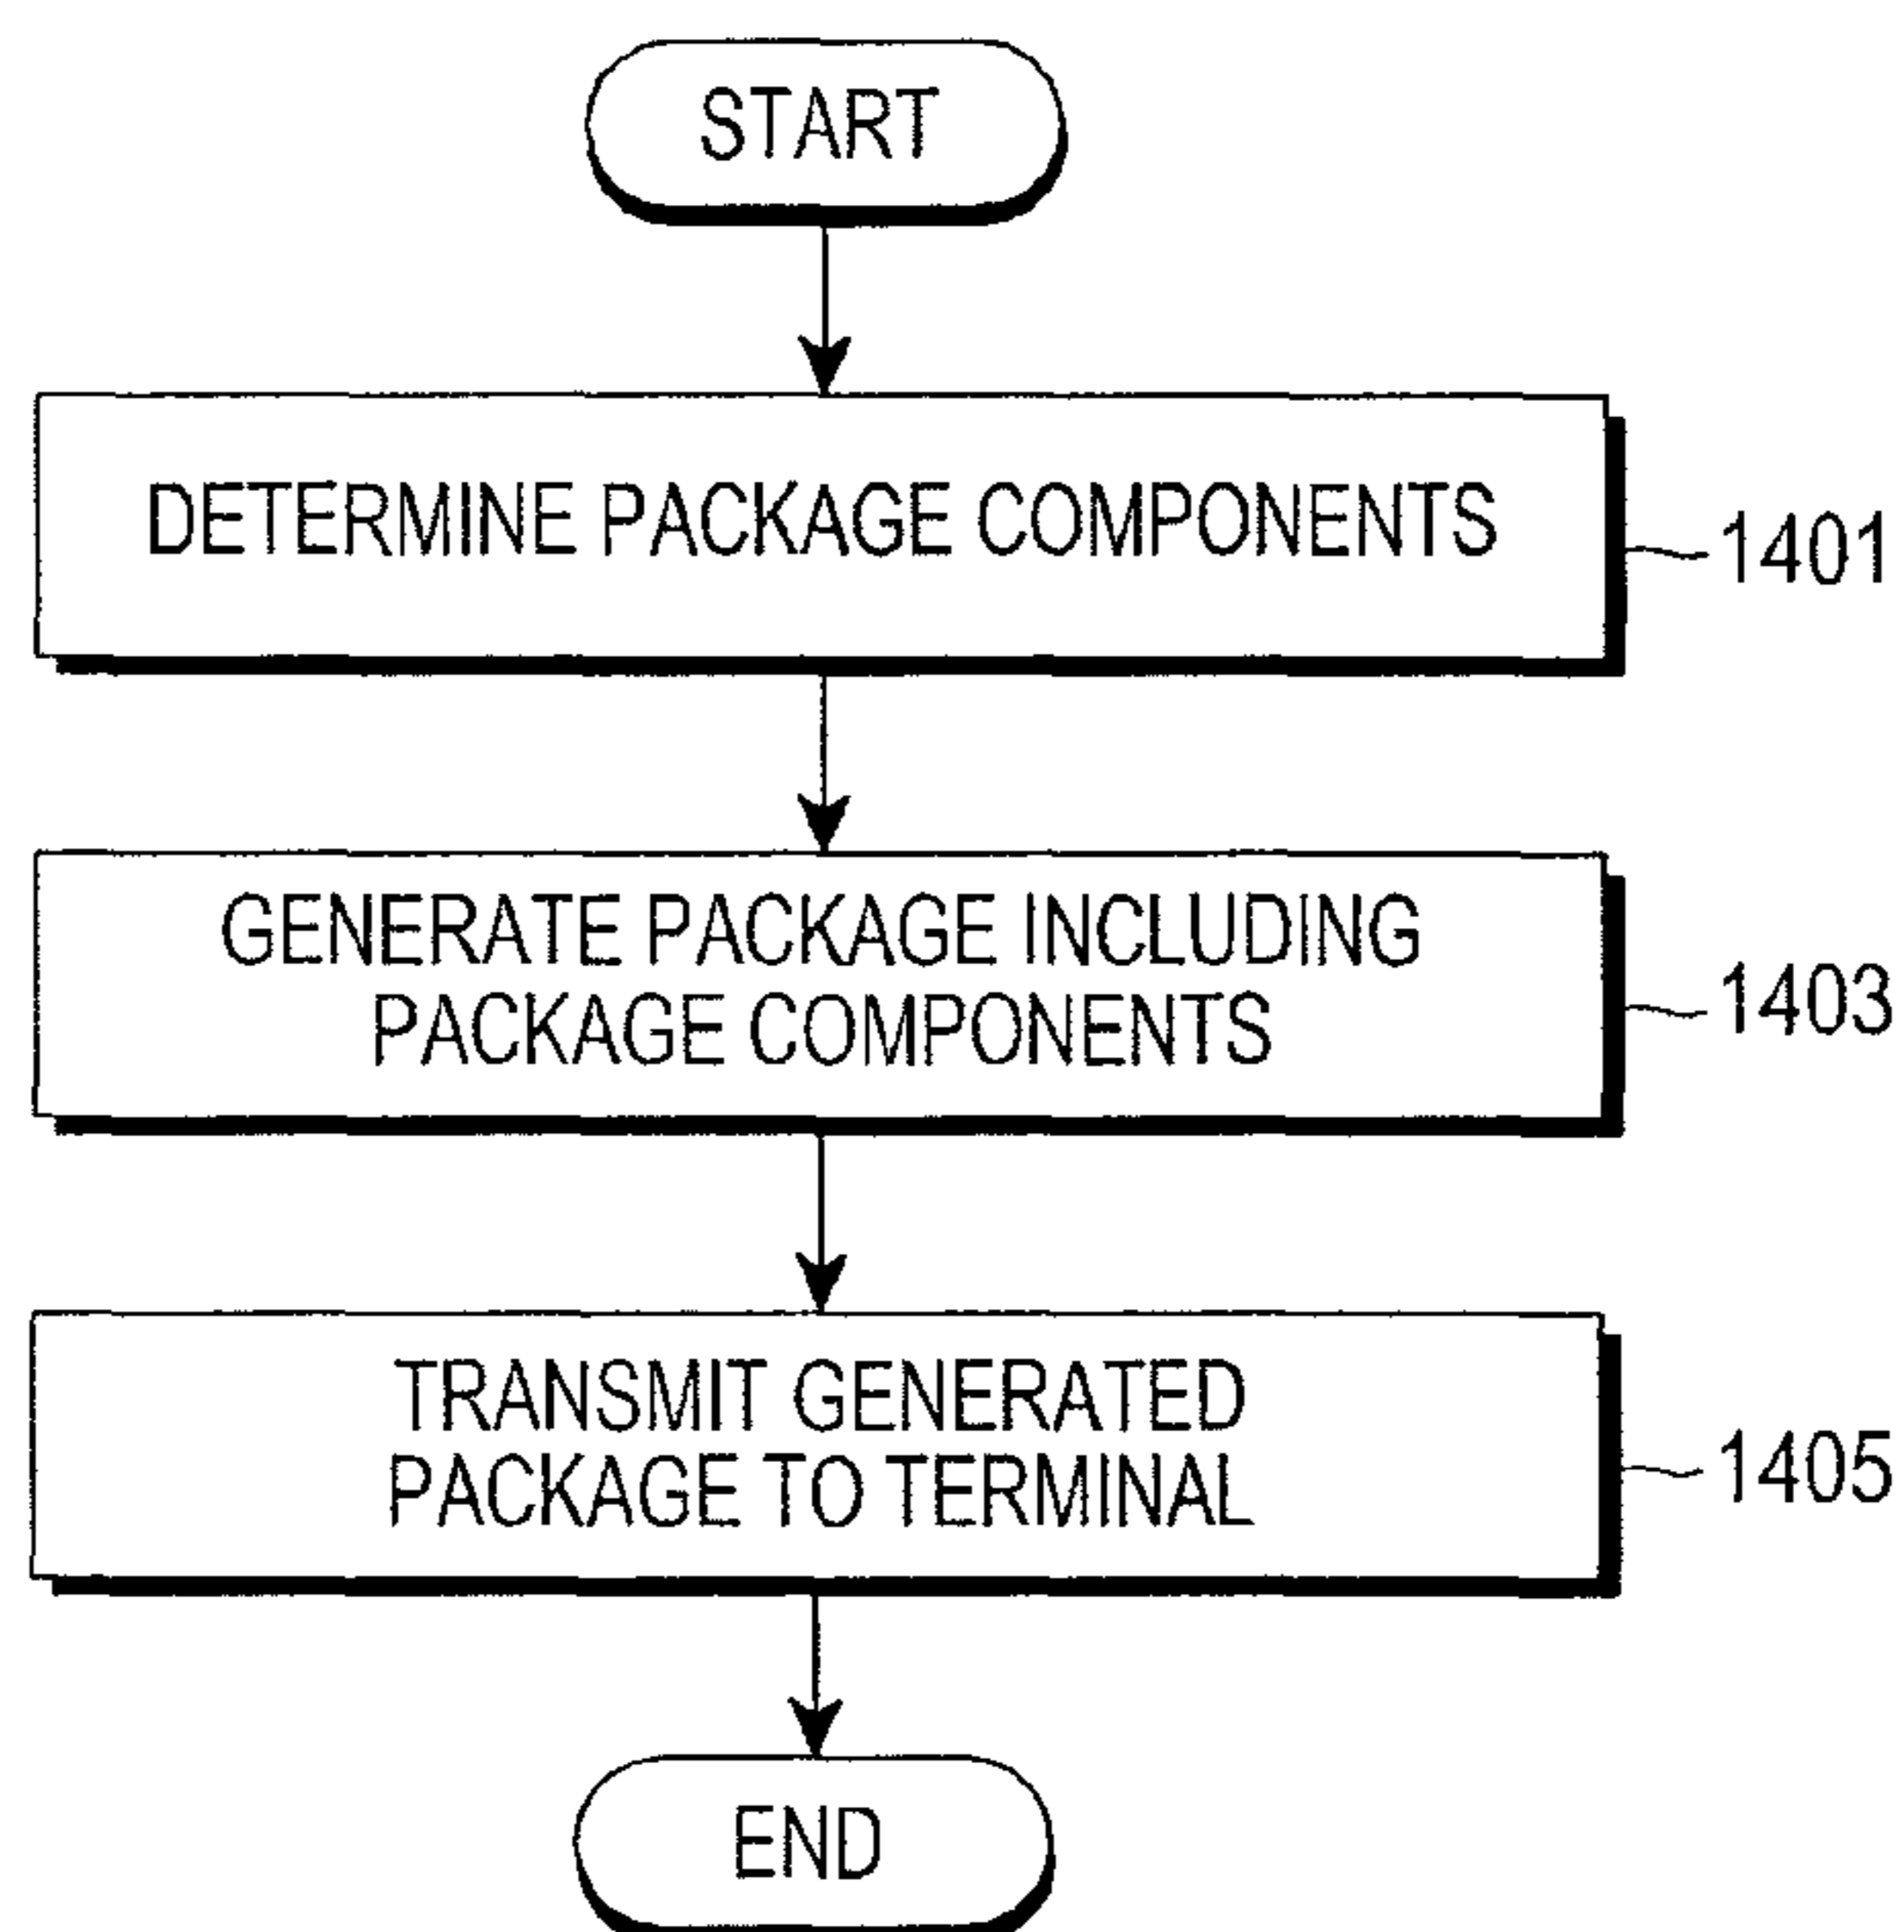 START
DETERMINE PACKAGE COMPONENTS
1401
GENERATE PACKAGE INCLUDING
PACKAGE COMPONENTS
1403
TRANSMIT GENERATED
PACKAGE TO TERMINAL
1405
END